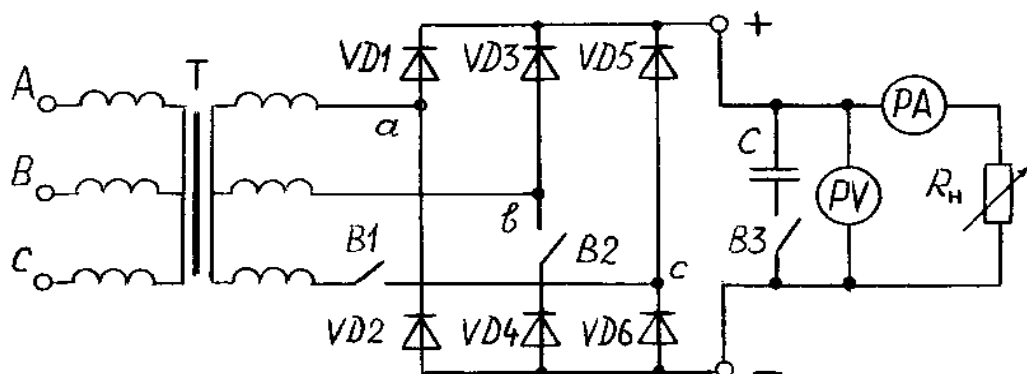 +
VD1 VD3 VD5
T
A
a
PA
C
B
PV
Rн
в
B1
B2
B3
C
c
VD2 VD4 VD6
−